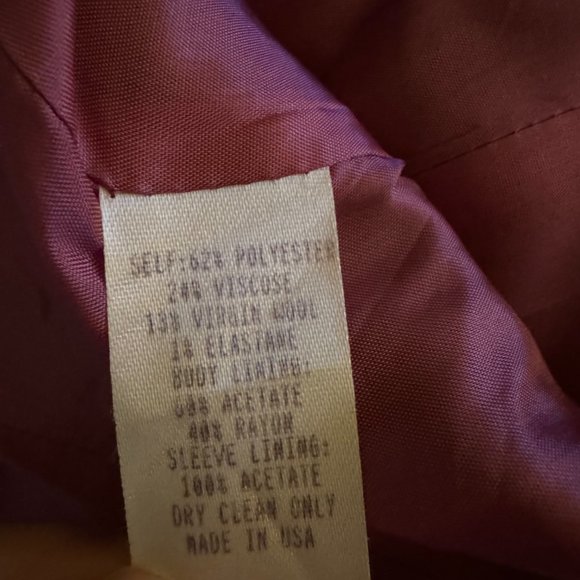 SELF:62% POLYESTER
24% VISCOSE
13% VIRGIN WOOL
1% ELASTANE
BODY LINING:
60% ACETATE
40% RAYON
SLEEVE LINING:
100% ACETATE
DRY CLEAN ONLY
MADE IN USA